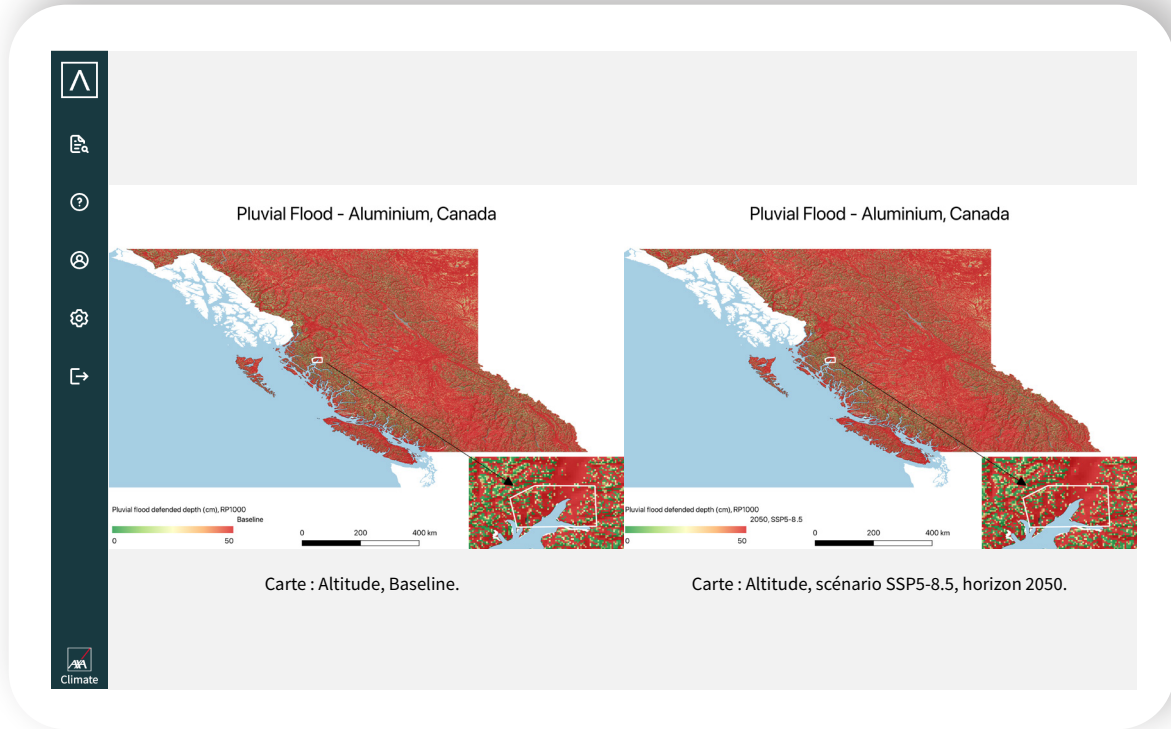 Pluvial Flood - Aluminium, Canada
Pluvial flood defended depth (cm), RP1000
Baseline
0 50
0 200 400 km
Carte : Altitude, Baseline.
Pluvial Flood - Aluminium, Canada
Pluvial flood defended depth (cm), RP1000
2050, SSP5-8.5
0 50
0 200 400 km
Carte : Altitude, scénario SSP5-8.5, horizon 2050.
AXA
Climate